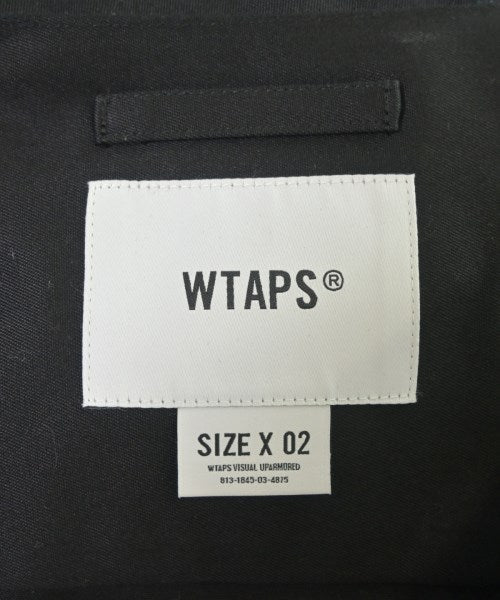 WTAPS®
SIZE X 02
WTAPS VISUAL UPARMORED
813-1845-03-4875